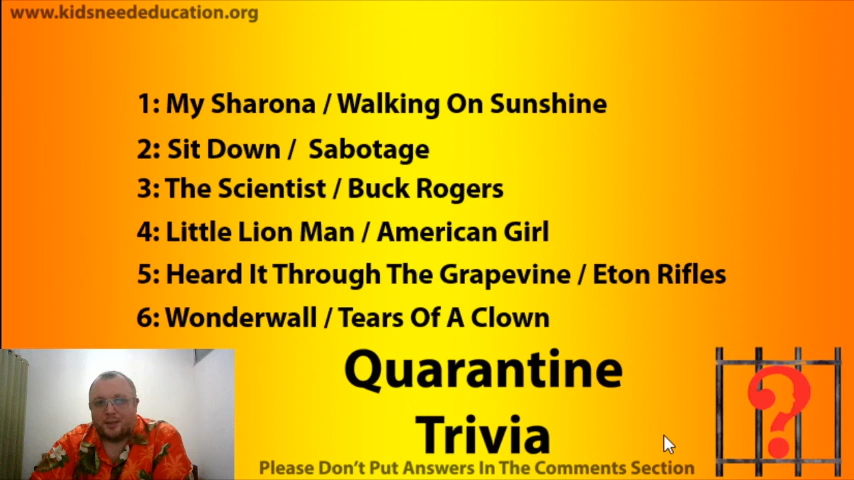 www.kidsneededucation.org
1: My Sharona / Walking On Sunshine
2: Sit Down / Sabotage
3: The Scientist / Buck Rogers
4: Little Lion Man / American Girl
5: Heard It Through The Grapevine / Eton Rifles
6: Wonderwall / Tears Of A Clown
Quarantine
Trivia
Please Don't Put Answers In The Comments Section